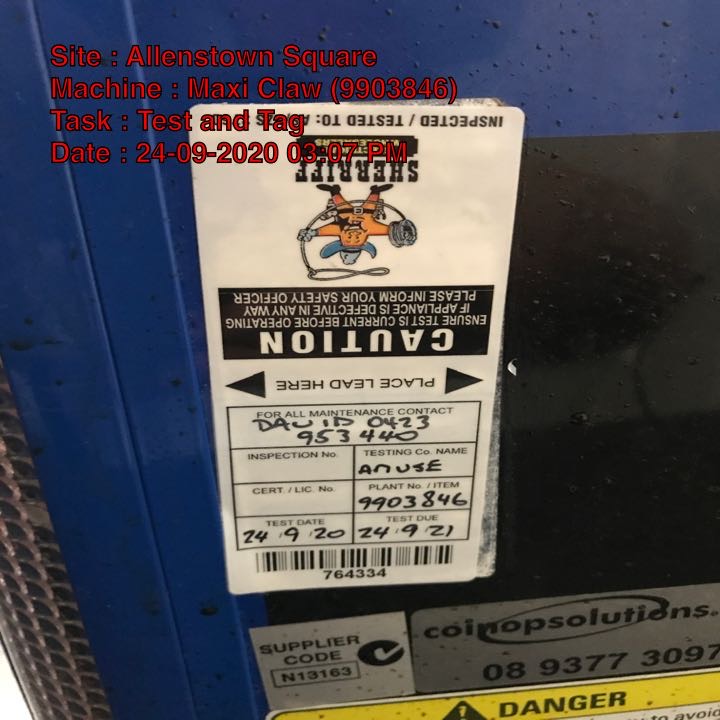 Site : Allenstown Square
Machine : Maxi Claw (9903846)
Task : Test and Tag
Date : 24-09-2020 03:07 PM
INSPECTED / TESTED TO:
SHERRIFF
PLEASE INFORM YOUR SAFETY OFFICER
IF APPLIANCE IS DEFECTIVE IN ANY WAY
ENSURE TEST IS CURRENT BEFORE OPERATING
CAUTION
PLACE LEAD HERE
FOR ALL MAINTENANCE CONTACT
DAVID 0423
953 440
INSPECTION No. TESTING Co. NAME
AMUSE
CERT. / LIC. No. PLANT No. / ITEM
9903846
TEST DATE TEST DUE
24 9 20 24 9 21
764334
SUPPLIER
CODE
N13163
coinopsolutions.
08 9377 3097
DANGER
to avoid